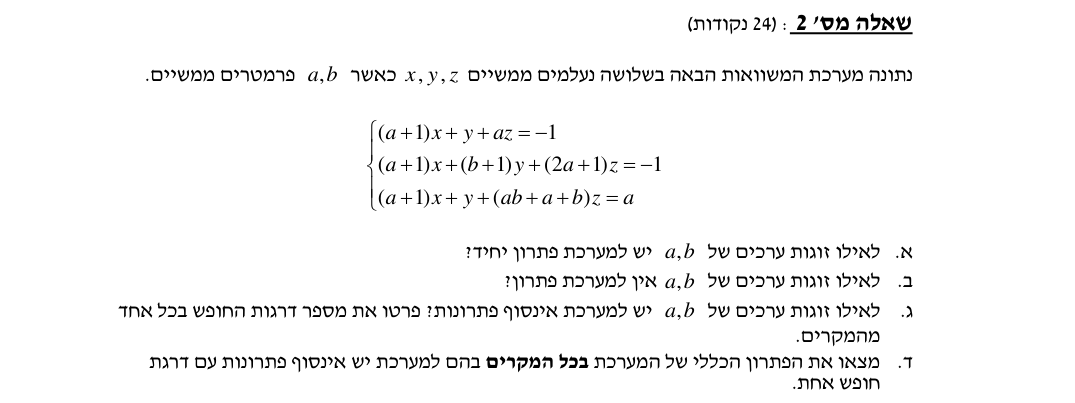 שאלה מס׳ 2 : (24 נקודות)
נתונה מערכת המשוואות הבאה בשלושה נעלמים ממשיים x, y, z כאשר a,b פרמטרים ממשיים.
(a+1)x+ y+az = −1
(a+1)x+(b+1)y+(2a+1)z = −1
(a+1)x+ y+(ab+a+b)z = a
א. לאילו זוגות ערכים של a,b יש למערכת פתרון יחיד?
ב. לאילו זוגות ערכים של a,b אין למערכת פתרון?
ג. לאילו זוגות ערכים של a,b יש למערכת אינסוף פתרונות? פרטו את מספר דרגות החופש בכל אחד
מהמקרים.
ד. מצאו את הפתרון הכללי של המערכת בכל המקרים בהם למערכת יש אינסוף פתרונות עם דרגת
חופש אחת.